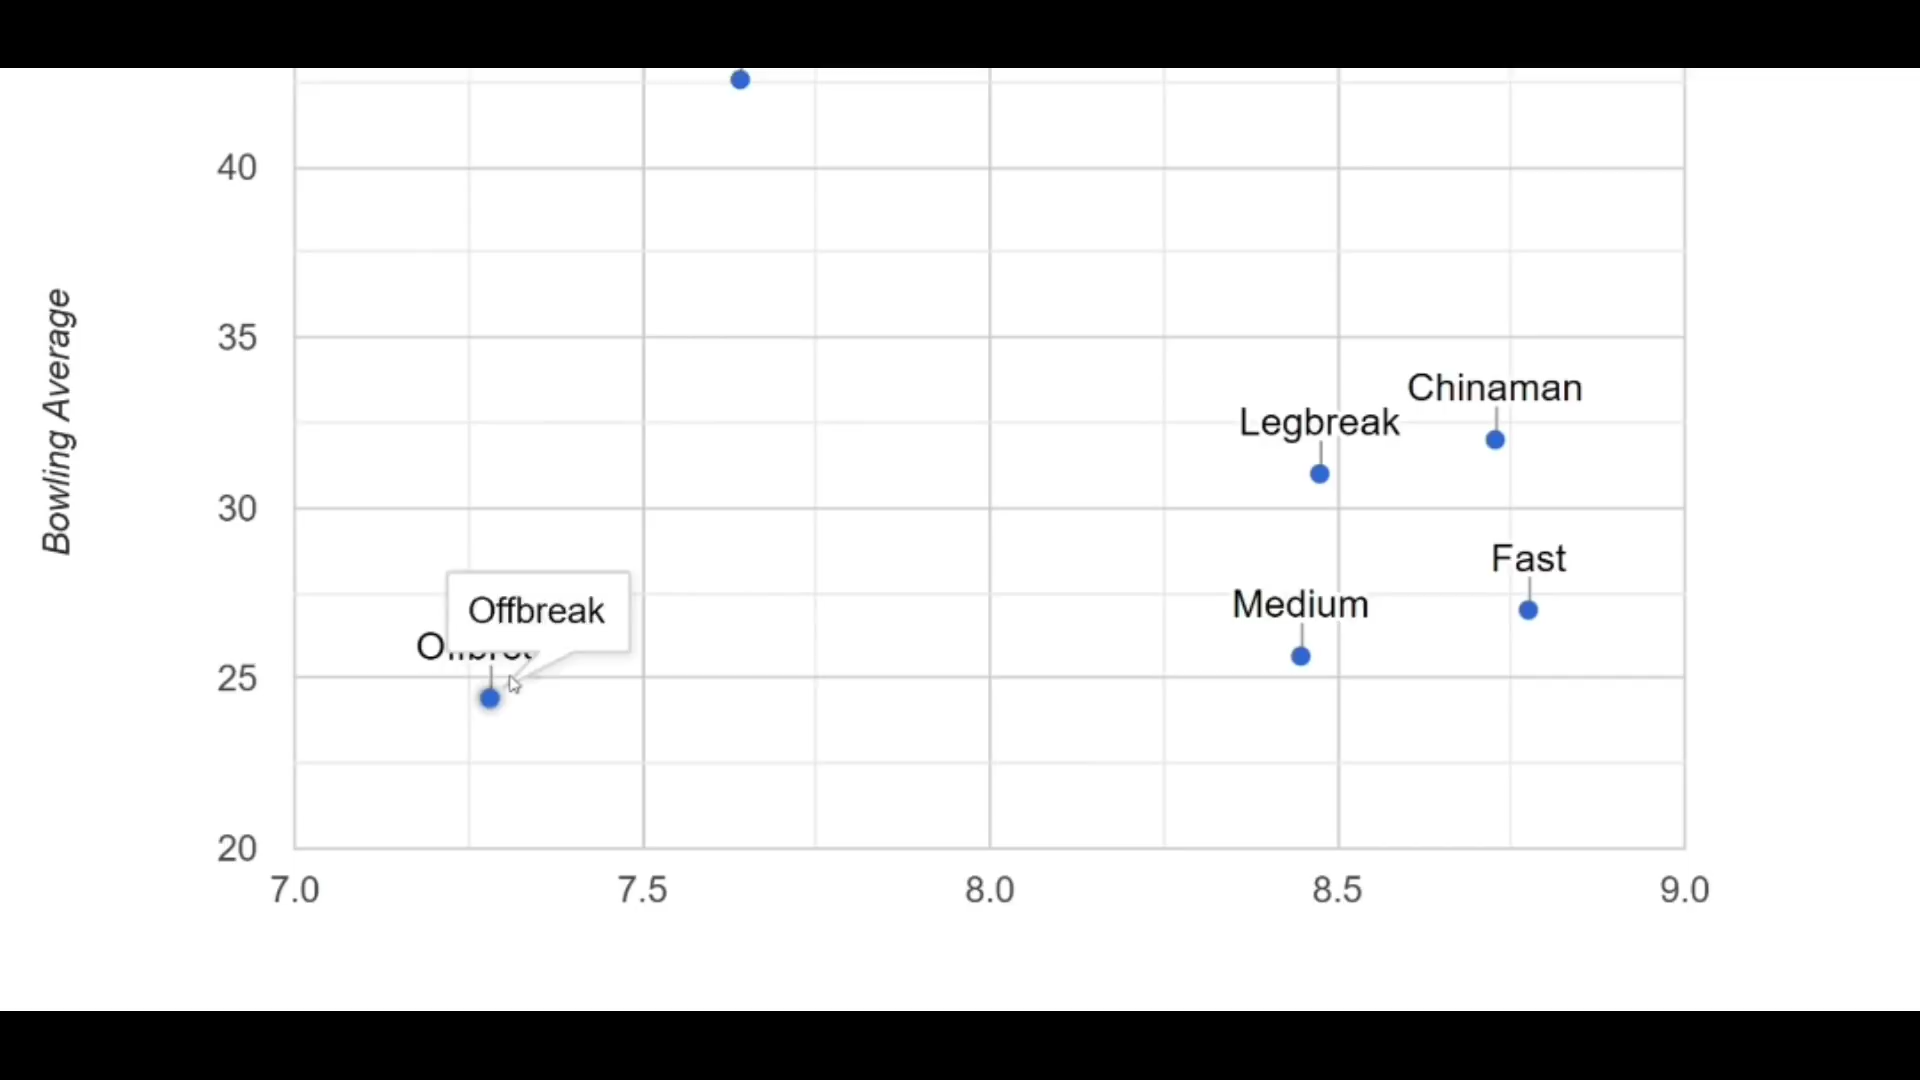 40
35
Bowling Average
Chinaman
Legbreak
30
Fast
Medium
Offbreak
25
20
7.0 7.5 8.0 8.5 9.0